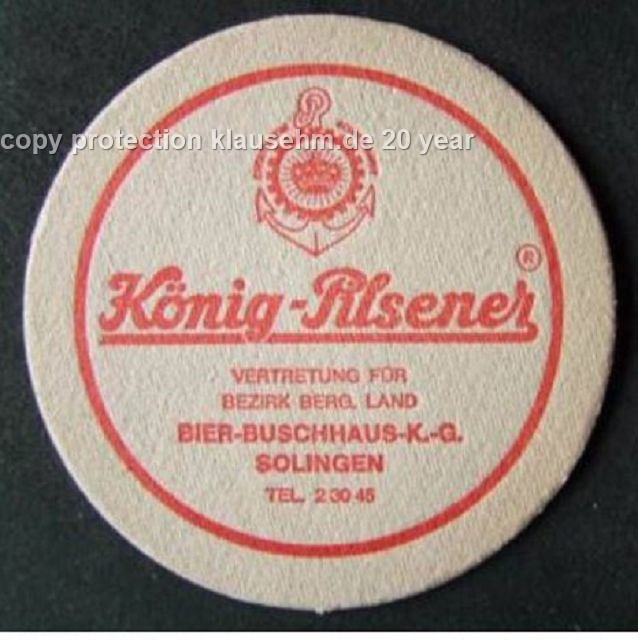 copy protection klausehm.de 20 year
König-Pilsener ®
VERTRETUNG FÜR
BEZIRK BERG. LAND
BIER-BUSCHHAUS-K.-G.
SOLINGEN
TEL. 2 30 45